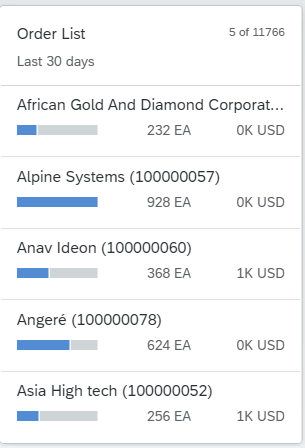 Order List
5 of 11766
Last 30 days
African Gold And Diamond Corporat...
232 EA 0K USD
Alpine Systems (100000057)
928 EA 0K USD
Anav Ideon (100000060)
368 EA 1K USD
Angeré (100000078)
624 EA 0K USD
Asia High tech (100000052)
256 EA 1K USD